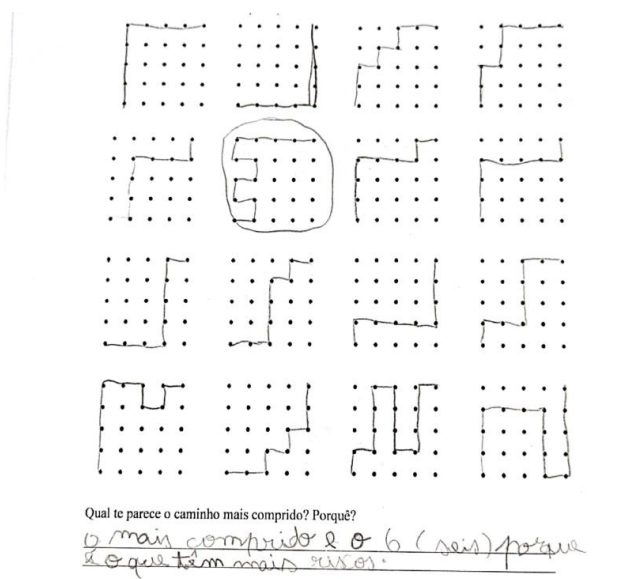 Qual te parece o caminho mais comprido? Porquê?
o mais comprido e o 6 (seis) porque
é o que têm mais riscos.